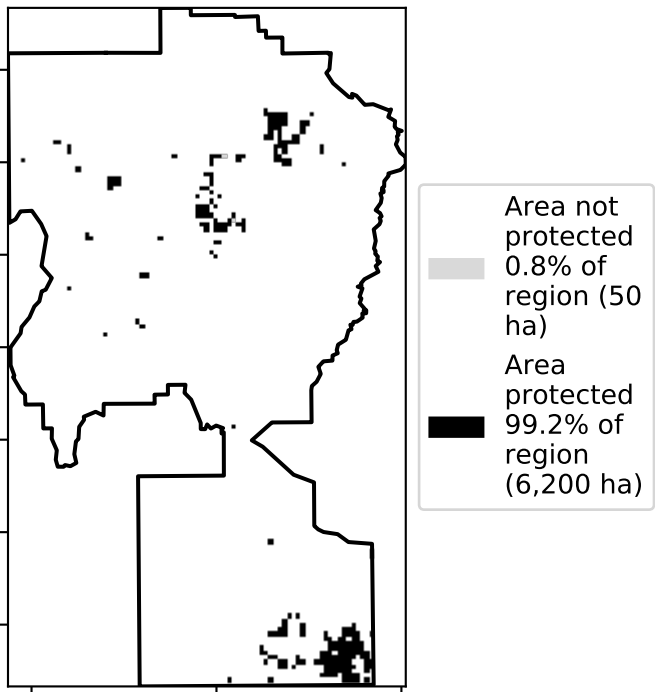 Area not
protected
0.8% of
region (50
ha)
Area
protected
99.2% of
region
(6,200 ha)